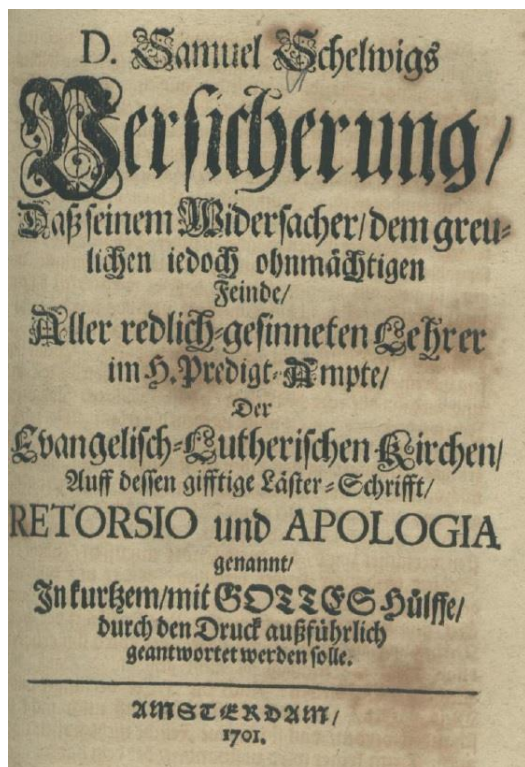 D. Samuel Schelwigs
Versicherung/
Daß seinem Widersacher/dem greu-
lichen iedoch ohnmächtigen
Feinde/
Aller redlich-gesinneten Lehrer
im H. Predigt-Ampte/
Der
Evangelisch-Lutherischen Kirchen/
Auff dessen gifftige Läster-Schrifft/
RETORSIO und APOLOGIA
genannt/
In kurtzem/mit GOTTES Hülffe/
durch den Druck außführlich
geantwortet werden solle.
AMSTERDAM/
1701.